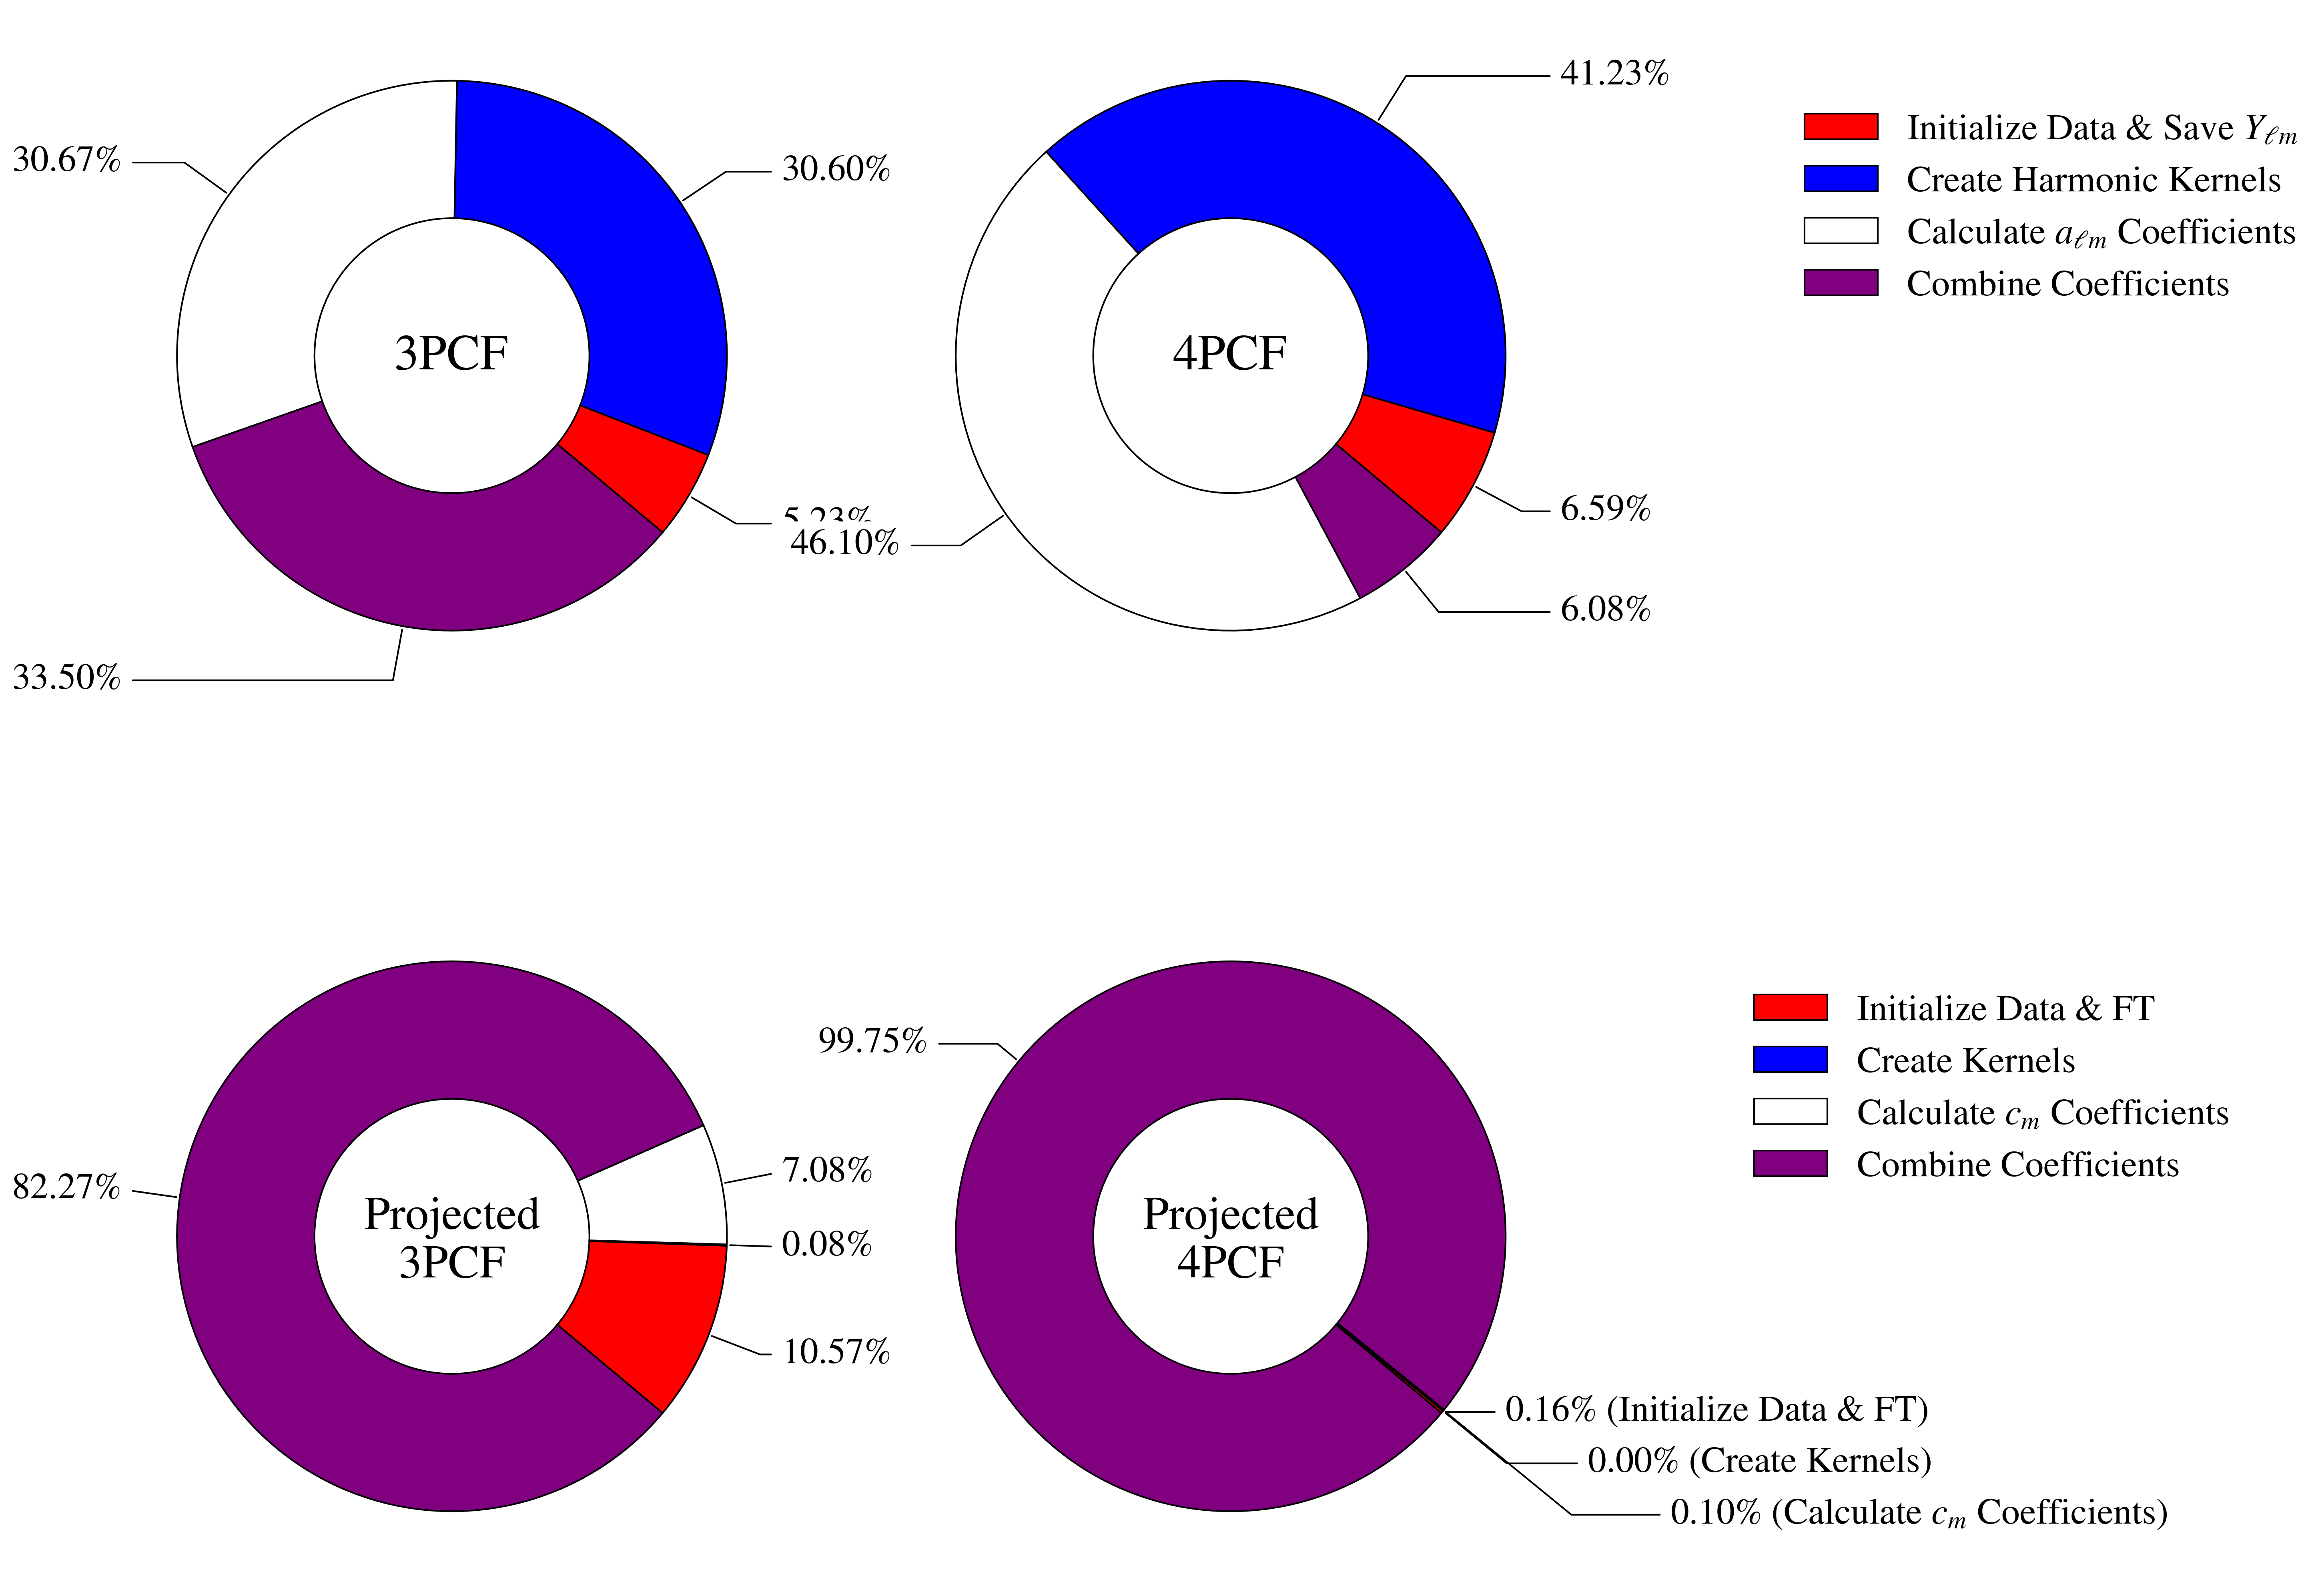 41.23%
Initialize Data & Save Yℓm
30.67%
30.60%
Create Harmonic Kernels
Calculate aℓm Coefficients
Combine Coefficients
3PCF
4PCF
5.23%
6.59%
46.10%
6.08%
33.50%
Initialize Data & FT
99.75%
Create Kernels
Calculate cm Coefficients
Combine Coefficients
7.08%
82.27%
Projected
3PCF
0.08%
Projected
4PCF
10.57%
0.16% (Initialize Data & FT)
0.00% (Create Kernels)
0.10% (Calculate cm Coefficients)